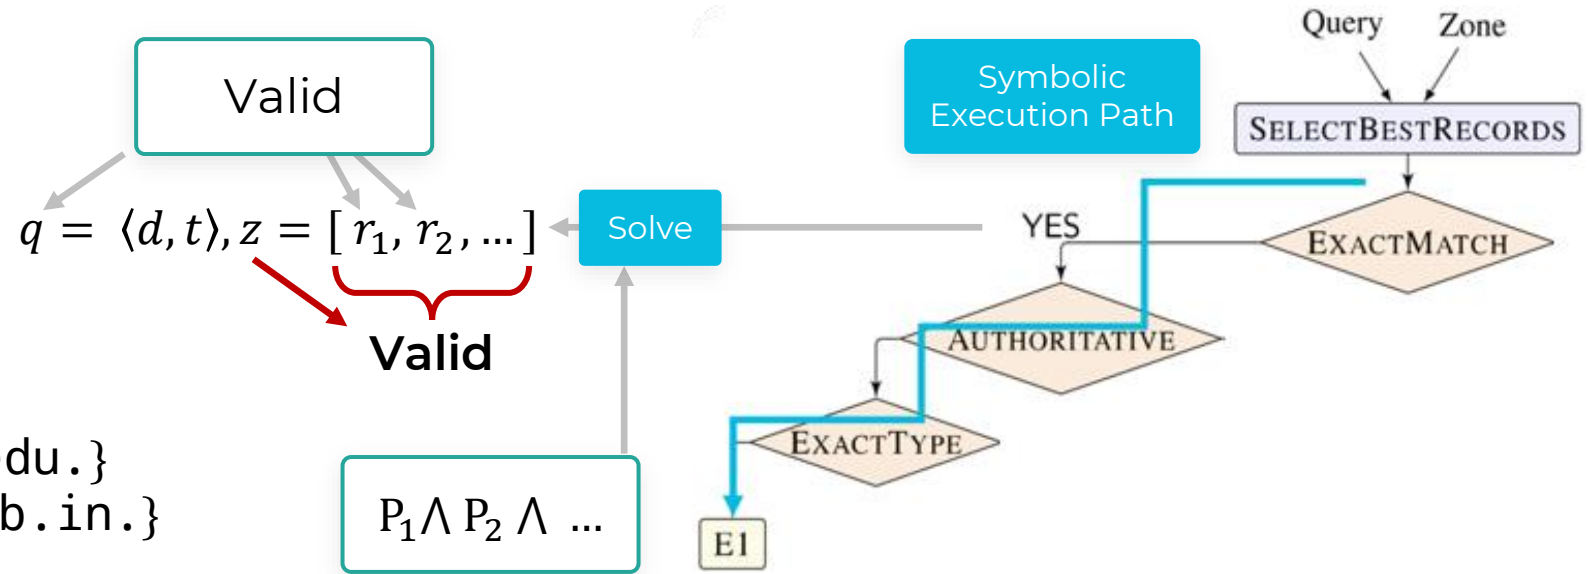 Valid
q = ⟨d, t⟩, z = [ r₁, r₂, … ]
Solve
Valid
du.}
b.in.}
P₁⋀ P₂ ⋀ …
Symbolic
Execution Path
Query
Zone
SELECTBESTRECORDS
EXACTMATCH
YES
AUTHORITATIVE
EXACTTYPE
E1